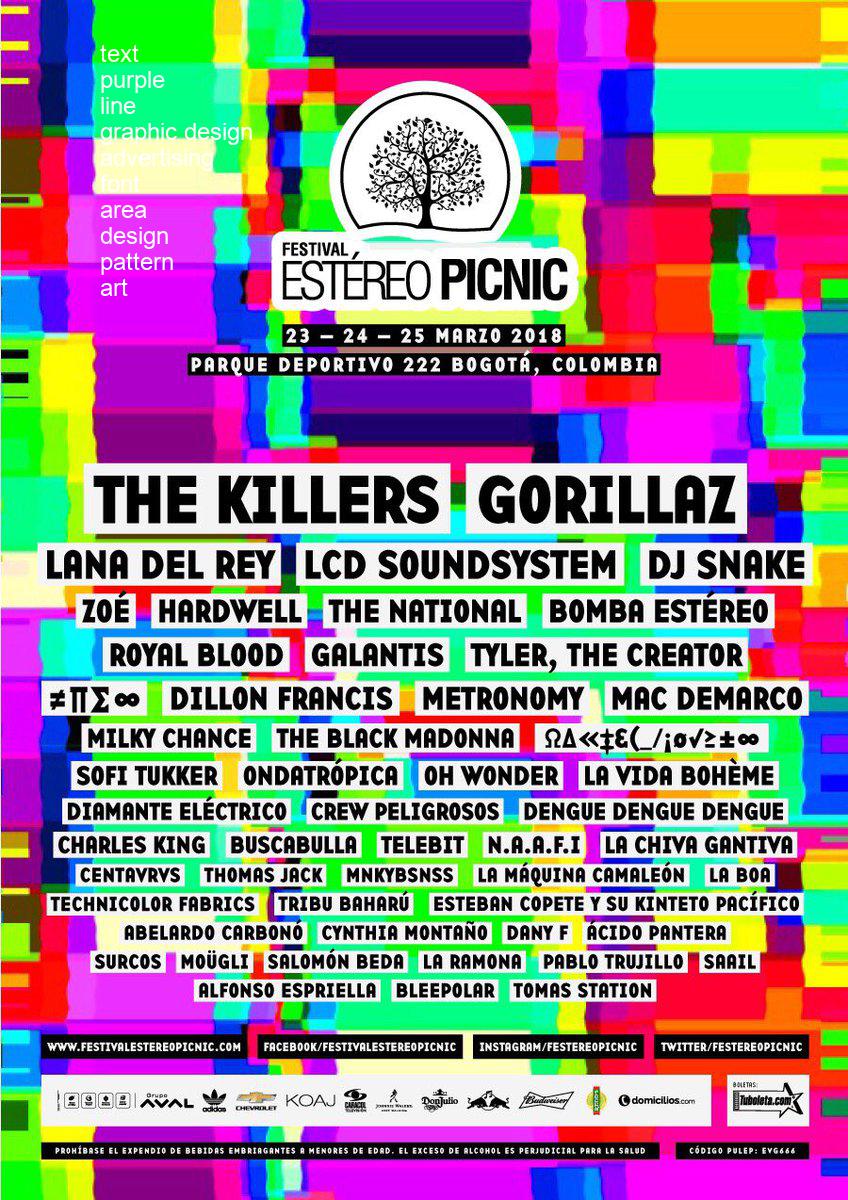 text
purple
line
graphic design
advertising
font
area
design
pattern
art
FESTIVAL
ESTÉREO PICNIC
23 – 24 – 25 MARZO 2018
PARQUE DEPORTIVO 222 BOGOTÁ, COLOMBIA
THE KILLERS GORILLAZ
LANA DEL REY LCD SOUNDSYSTEM DJ SNAKE
ZOÉ HARDWELL THE NATIONAL BOMBA ESTÉREO
ROYAL BLOOD GALANTIS TYLER, THE CREATOR
≠∏∑∞ DILLON FRANCIS METRONOMY MAC DEMARCO
MILKY CHANCE THE BLACK MADONNA Ω∆«‡Ɛ(_/¡ø√≥±∞
SOFI TUKKER ONDATRÓPICA OH WONDER LA VIDA BOHÈME
DIAMANTE ELÉCTRICO CREW PELIGROSOS DENGUE DENGUE DENGUE
CHARLES KING BUSCABULLA TELEBIT N.A.A.F.I LA CHIVA GANTIVA
CENTAVRVS THOMAS JACK MNKYBSNSS LA MÁQUINA CAMALEÓN LA BOA
TECHNICOLOR FABRICS TRIBU BAHARÚ ESTEBAN COPETE Y SU KINTETO PACÍFICO
ABELARDO CARBONÓ CYNTHIA MONTAÑO DANY F ÁCIDO PANTERA
SURCOS MOÜGLI SALOMÓN BEDA LA RAMONA PABLO TRUJILLO SAAIL
ALFONSO ESPRIELLA BLEEPOLAR TOMAS STATION
WWW.FESTIVALESTEREOPICNIC.COM FACEBOOK/FESTIVALESTEREOPICNIC INSTAGRAM/FESTEREOPICNIC TWITTER/FESTEREOPICNIC
Grupo AVAL adidas CHEVROLET KOAJ CARACOL TELEVISIÓN JOHNNIE WALKER DonJulio Budweiser domicilios.com BOLETAS: Tuboleta.com
PROHÍBASE EL EXPENDIO DE BEBIDAS EMBRIAGANTES A MENORES DE EDAD. EL EXCESO DE ALCOHOL ES PERJUDICIAL PARA LA SALUD CÓDIGO PULEP: EVG666